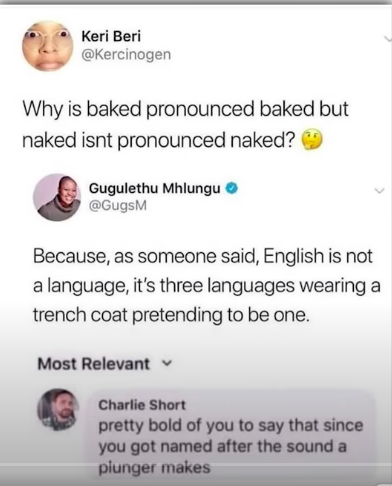 Keri Beri
@Kercinogen
Why is baked pronounced baked but
naked isnt pronounced naked? 🤔
Gugulethu Mhlungu
@GugsM
Because, as someone said, English is not
a language, it's three languages wearing a
trench coat pretending to be one.
Most Relevant
Charlie Short
pretty bold of you to say that since
you got named after the sound a
plunger makes